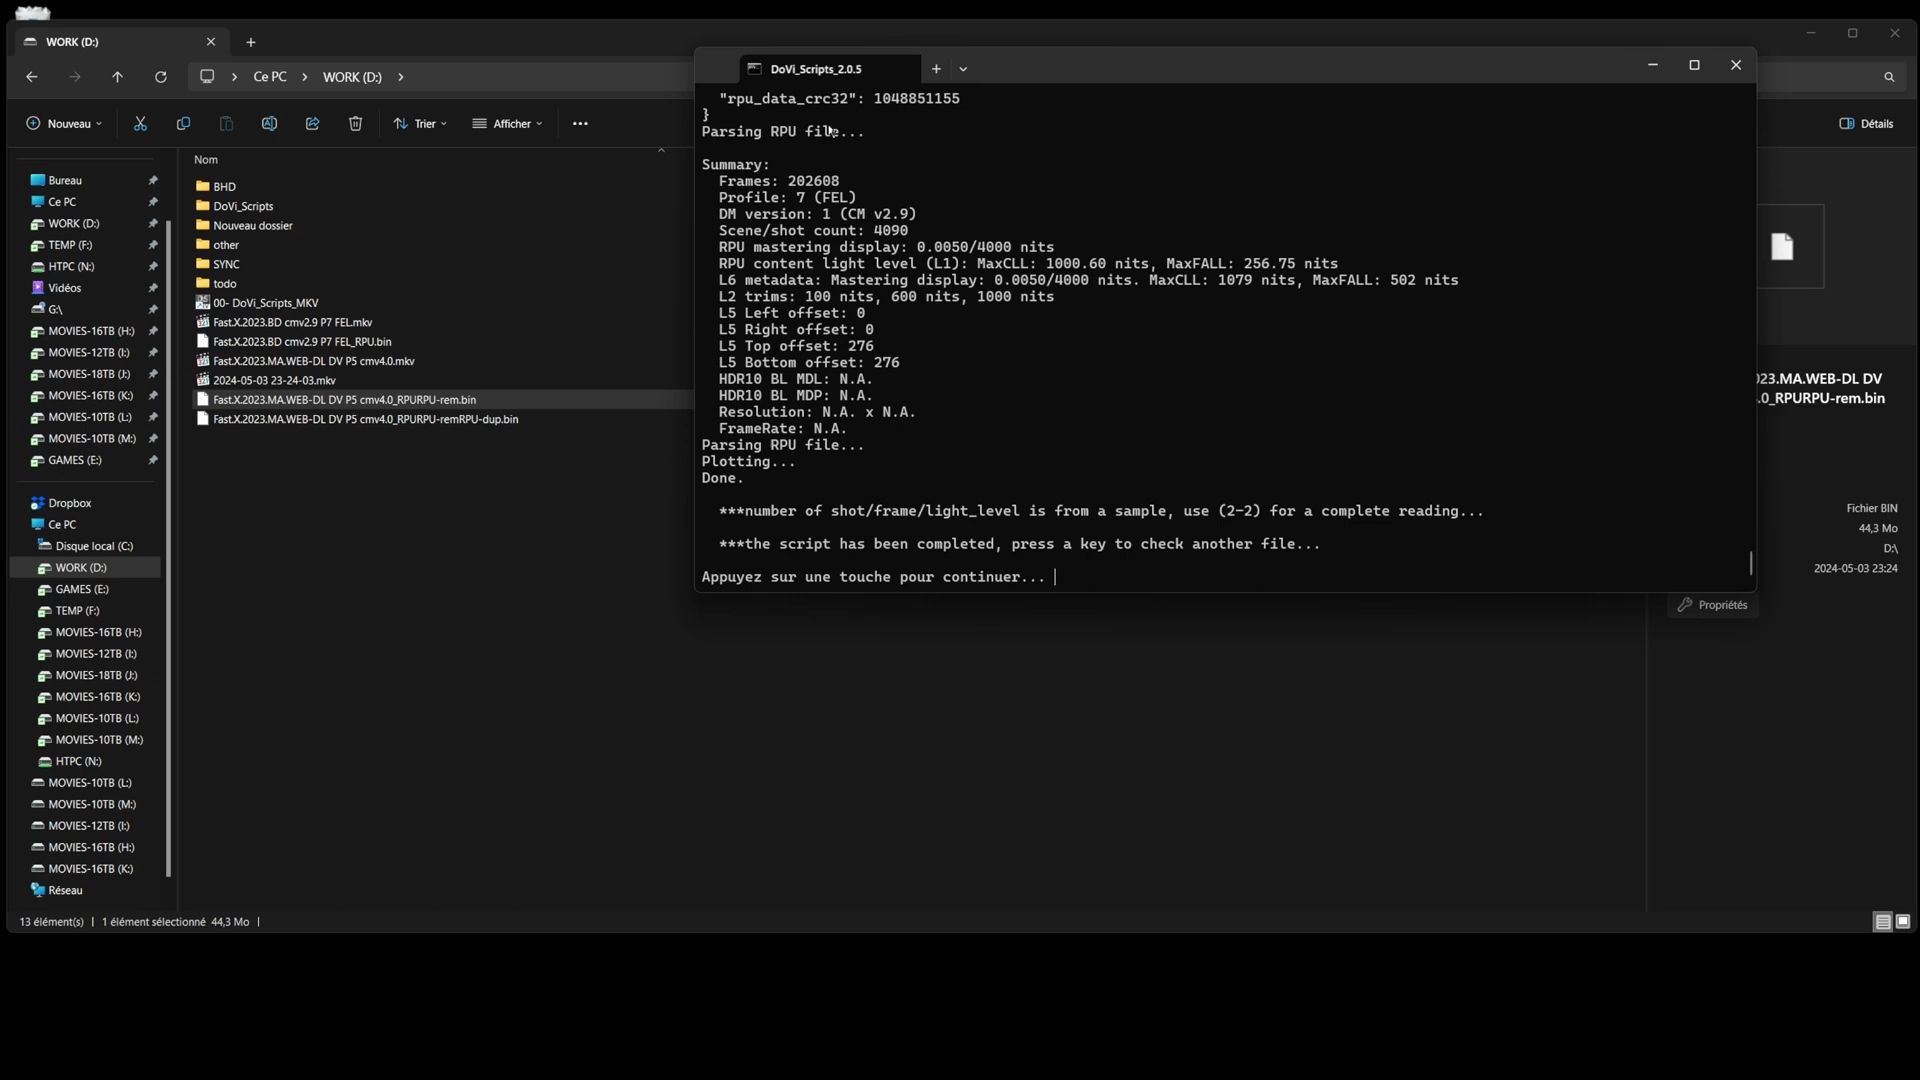 WORK (D:)
Ce PC
WORK (D:)
Nouveau
Trier
Afficher
Détails
Bureau
Ce PC
WORK (D:)
TEMP (F:)
HTPC (N:)
Vidéos
G:\
MOVIES-16TB (H:)
MOVIES-12TB (I:)
MOVIES-18TB (J:)
MOVIES-16TB (K:)
MOVIES-10TB (L:)
MOVIES-10TB (M:)
GAMES (E:)
Dropbox
Ce PC
Disque local (C:)
WORK (D:)
GAMES (E:)
TEMP (F:)
MOVIES-16TB (H:)
MOVIES-12TB (I:)
MOVIES-18TB (J:)
MOVIES-16TB (K:)
MOVIES-10TB (L:)
MOVIES-10TB (M:)
HTPC (N:)
MOVIES-10TB (L:)
MOVIES-10TB (M:)
MOVIES-12TB (I:)
MOVIES-16TB (H:)
MOVIES-16TB (K:)
Réseau
Nom
BHD
DoVi_Scripts
Nouveau dossier
other
SYNC
todo
00- DoVi_Scripts_MKV
Fast.X.2023.BD cmv2.9 P7 FEL.mkv
Fast.X.2023.BD cmv2.9 P7 FEL_RPU.bin
Fast.X.2023.MA.WEB-DL DV P5 cmv4.0.mkv
2024-05-03 23-24-03.mkv
Fast.X.2023.MA.WEB-DL DV P5 cmv4.0_RPURPU-rem.bin
Fast.X.2023.MA.WEB-DL DV P5 cmv4.0_RPURPU-remRPU-dup.bin
DoVi_Scripts_2.0.5
"rpu_data_crc32": 1048851155
}
Parsing RPU file...
Summary:
Frames: 202608
Profile: 7 (FEL)
DM version: 1 (CM v2.9)
Scene/shot count: 4090
RPU mastering display: 0.0050/4000 nits
RPU content light level (L1): MaxCLL: 1000.60 nits, MaxFALL: 256.75 nits
L6 metadata: Mastering display: 0.0050/4000 nits. MaxCLL: 1079 nits, MaxFALL: 502 nits
L2 trims: 100 nits, 600 nits, 1000 nits
L5 Left offset: 0
L5 Right offset: 0
L5 Top offset: 276
L5 Bottom offset: 276
HDR10 BL MDL: N.A.
HDR10 BL MDP: N.A.
Resolution: N.A. x N.A.
FrameRate: N.A.
Parsing RPU file...
Plotting...
Done.
***number of shot/frame/light_level is from a sample, use (2-2) for a complete reading...
***the script has been completed, press a key to check another file...
Appuyez sur une touche pour continuer...
023.MA.WEB-DL DV
.0_RPURPU-rem.bin
Fichier BIN
44,3 Mo
D:\
2024-05-03 23:24
Propriétés
13 élément(s)
1 élément sélectionné 44,3 Mo